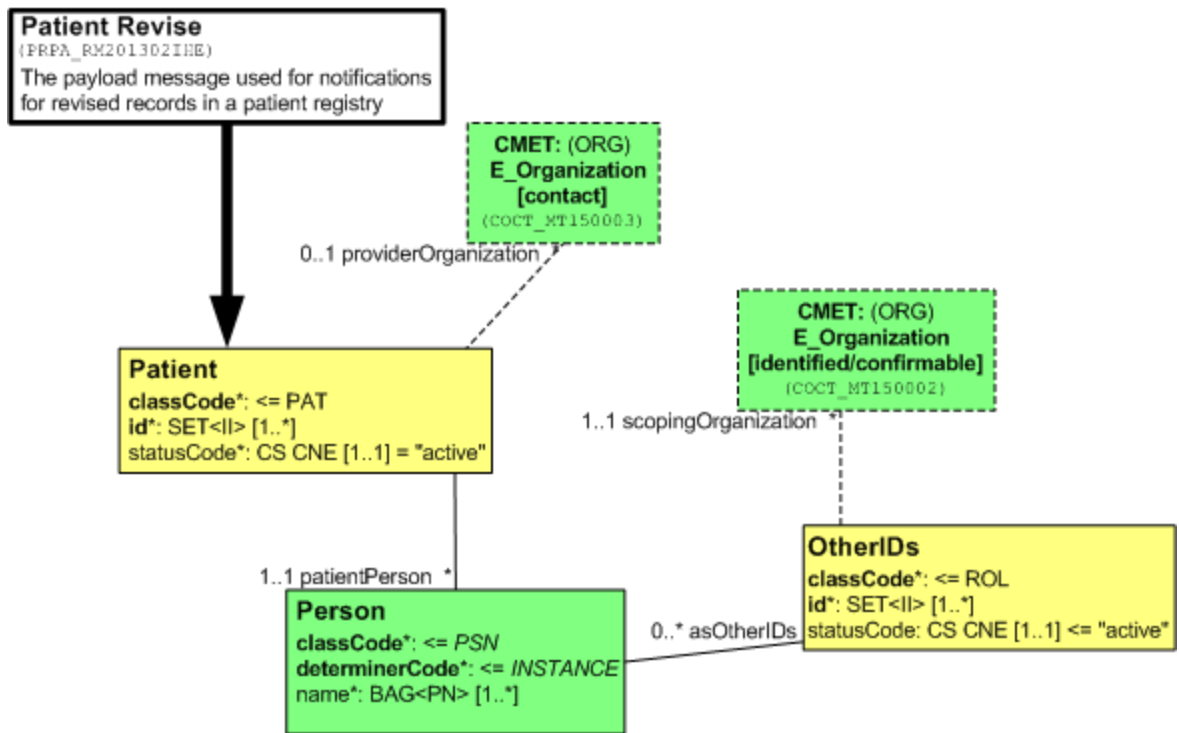 Patient Revise
(PRPA_RM201302IHE)
The payload message used for notifications
for revised records in a patient registry
CMET: (ORG)
E_Organization
[contact]
(COCT_MT150003)
0..1 providerOrganization *
CMET: (ORG)
E_Organization
[identified/confirmable]
(COCT_MT150002)
1..1 scopingOrganization *
Patient
classCode*: <= PAT
id*: SET<II> [1..*]
statusCode*: CS CNE [1..1] = "active"
OtherIDs
classCode*: <= ROL
id*: SET<II> [1..*]
statusCode: CS CNE [1..1] <= "active"
1..1 patientPerson *
0..* asOtherIDs
Person
classCode*: <= PSN
determinerCode*: <= INSTANCE
name*: BAG<PN> [1..*]